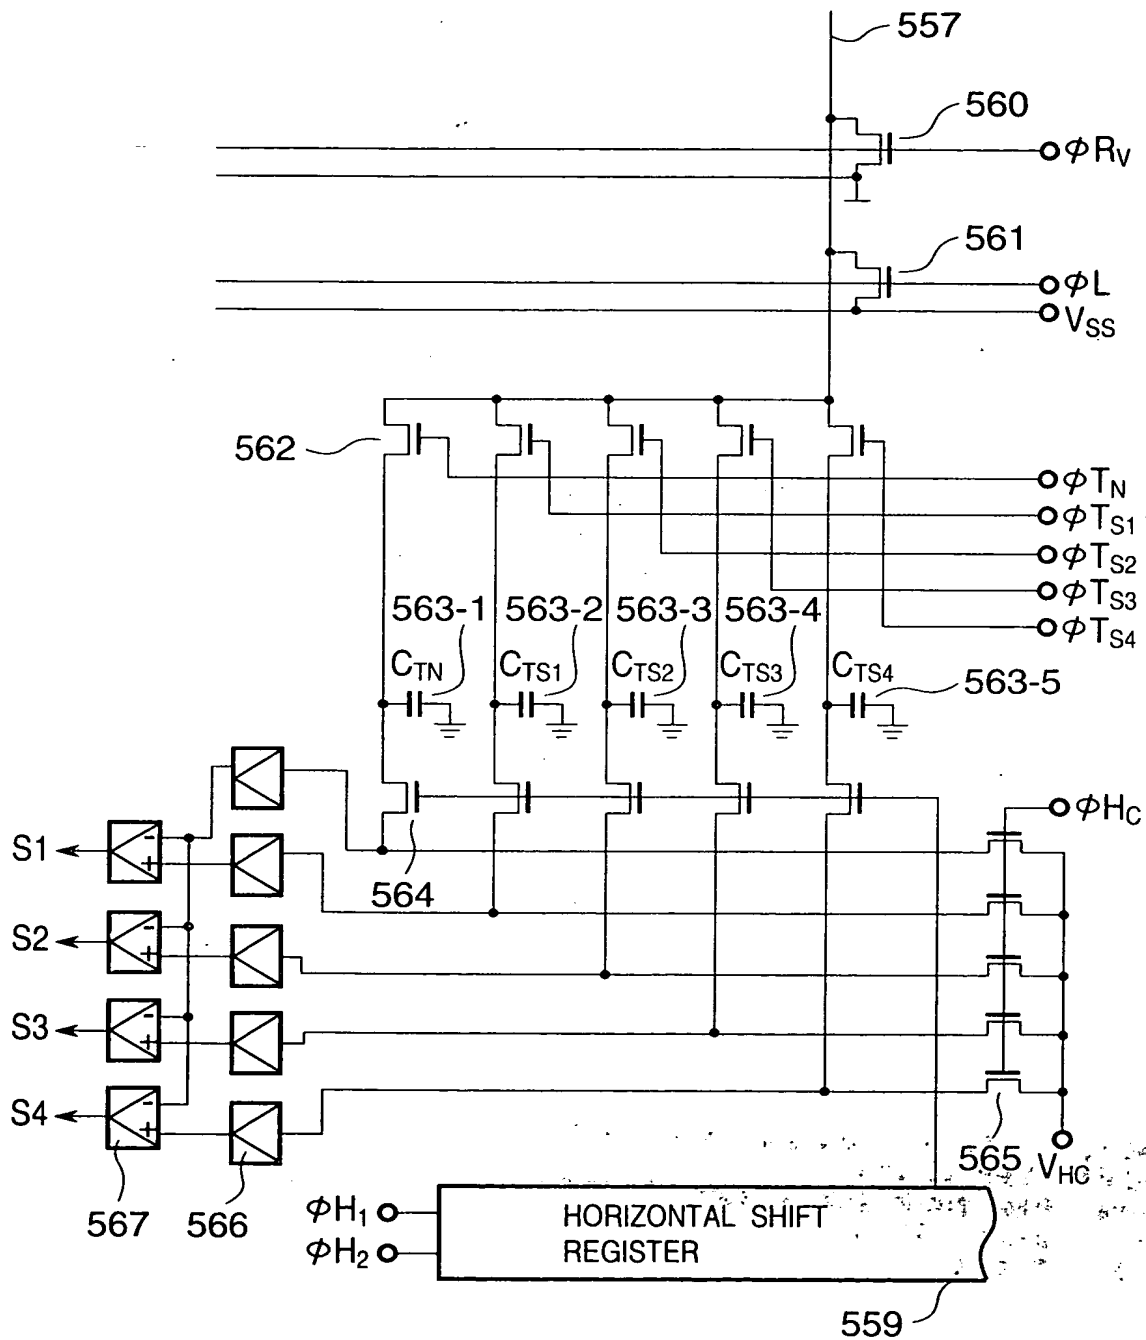 557
560
ϕRV
561
ϕL
VSS
562
ϕTN
ϕTS1
ϕTS2
ϕTS3
ϕTS4
563-1 563-2 563-3 563-4
CTN CTS1 CTS2 CTS3 CTS4
563-5
ϕHC
S1
- +
564
S2
- +
S3
- +
S4
- +
565
VHC
567 566
ϕH1
ϕH2
HORIZONTAL SHIFT
REGISTER
559